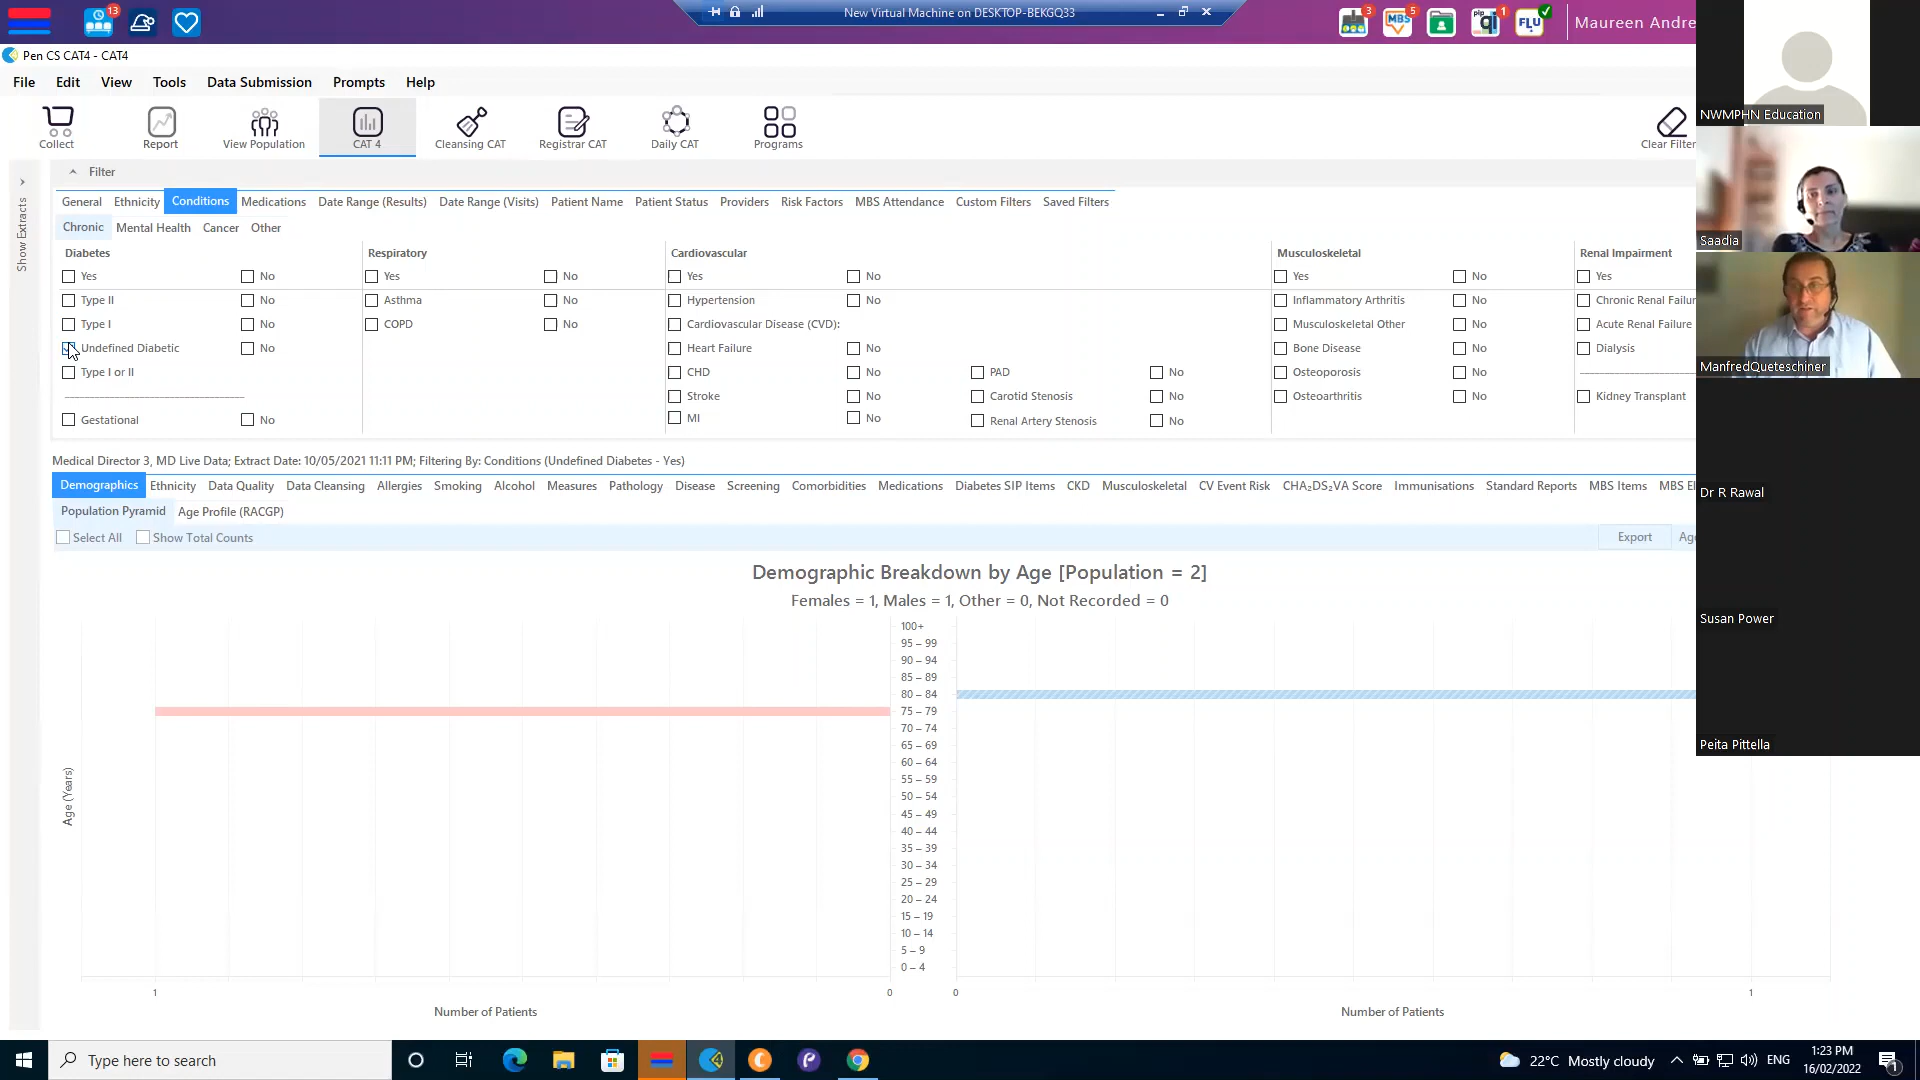 13
New Virtual Machine on DESKTOP-BEKGQ33
3
MBS 5
pip qi 1
FLU
Maureen Andre
Pen CS CAT4 - CAT4
File Edit View Tools Data Submission Prompts Help
Collect Report View Population CAT 4 Cleansing CAT Registrar CAT Daily CAT Programs Clear Filter
Show Extracts
Filter
General Ethnicity Conditions Medications Date Range (Results) Date Range (Visits) Patient Name Patient Status Providers Risk Factors MBS Attendance Custom Filters Saved Filters
Chronic Mental Health Cancer Other
Diabetes Respiratory Cardiovascular Musculoskeletal Renal Impairment
Yes No Yes No Yes No Yes No Yes
Type II No Asthma No Hypertension No Inflammatory Arthritis No Chronic Renal Failur
Type I No COPD No Cardiovascular Disease (CVD): Musculoskeletal Other No Acute Renal Failure
Undefined Diabetic No Heart Failure No Bone Disease No Dialysis
Type I or II CHD No PAD No Osteoporosis No
Stroke No Carotid Stenosis No Osteoarthritis No Kidney Transplant
Gestational No MI No Renal Artery Stenosis No
Medical Director 3, MD Live Data; Extract Date: 10/05/2021 11:11 PM; Filtering By: Conditions (Undefined Diabetes - Yes)
Demographics Ethnicity Data Quality Data Cleansing Allergies Smoking Alcohol Measures Pathology Disease Screening Comorbidities Medications Diabetes SIP Items CKD Musculoskeletal CV Event Risk CHA₂DS₂VA Score Immunisations Standard Reports MBS Items MBS El
Population Pyramid Age Profile (RACGP)
Select All Show Total Counts Export Age
Demographic Breakdown by Age [Population = 2]
Females = 1, Males = 1, Other = 0, Not Recorded = 0
100+
95 – 99
90 – 94
85 – 89
80 – 84
75 – 79
70 – 74
65 – 69
60 – 64
55 – 59
50 – 54
45 – 49
40 – 44
35 – 39
30 – 34
25 – 29
20 – 24
15 – 19
10 – 14
5 – 9
0 – 4
Age (Years)
1 0 0 1
Number of Patients Number of Patients
NWMPHN Education
Saadia
ManfredQueteschiner
Dr R Rawal
Susan Power
Peita Pittella
Type here to search
22°C Mostly cloudy
ENG
1:23 PM
16/02/2022
1